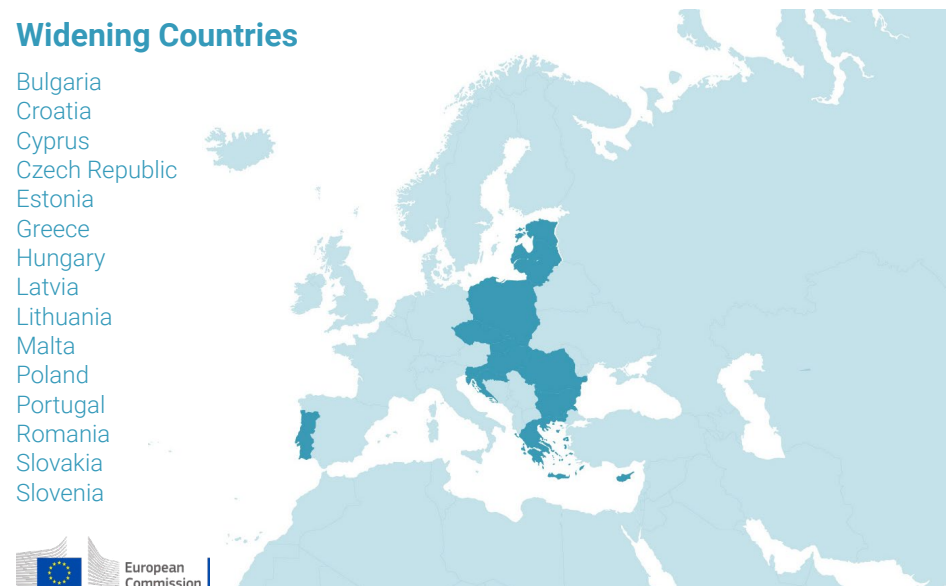 Widening Countries
Bulgaria
Croatia
Cyprus
Czech Republic
Estonia
Greece
Hungary
Latvia
Lithuania
Malta
Poland
Portugal
Romania
Slovakia
Slovenia
European
Commission